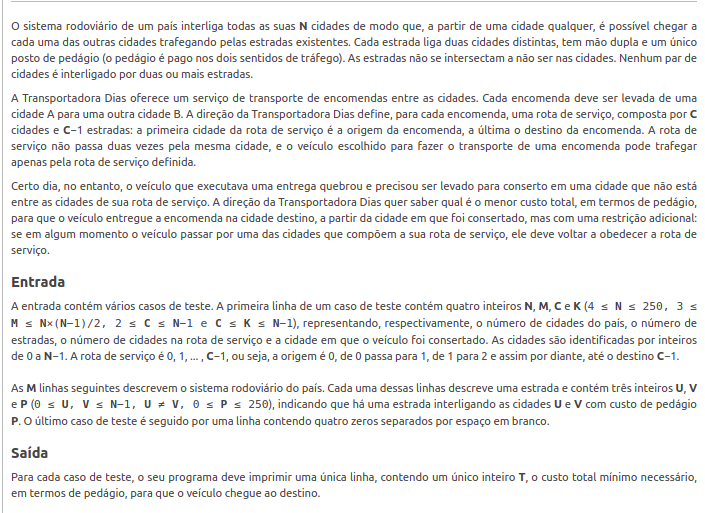 O sistema rodoviário de um país interliga todas as suas N cidades de modo que, a partir de uma cidade qualquer, é possível chegar a
cada uma das outras cidades trafegando pelas estradas existentes. Cada estrada liga duas cidades distintas, tem mão dupla e um único
posto de pedágio (o pedágio é pago nos dois sentidos de tráfego). As estradas não se intersectam a não ser nas cidades. Nenhum par de
cidades é interligado por duas ou mais estradas.
A Transportadora Dias oferece um serviço de transporte de encomendas entre as cidades. Cada encomenda deve ser levada de uma
cidade A para uma outra cidade B. A direção da Transportadora Dias define, para cada encomenda, uma rota de serviço, composta por C
cidades e C−1 estradas: a primeira cidade da rota de serviço é a origem da encomenda, a última o destino da encomenda. A rota de
serviço não passa duas vezes pela mesma cidade, e o veículo escolhido para fazer o transporte de uma encomenda pode trafegar
apenas pela rota de serviço definida.
Certo dia, no entanto, o veículo que executava uma entrega quebrou e precisou ser levado para conserto em uma cidade que não está
entre as cidades de sua rota de serviço. A direção da Transportadora Dias quer saber qual é o menor custo total, em termos de pedágio,
para que o veículo entregue a encomenda na cidade destino, a partir da cidade em que foi consertado, mas com uma restrição adicional:
se em algum momento o veículo passar por uma das cidades que compõem a sua rota de serviço, ele deve voltar a obedecer a rota de
serviço.
Entrada
A entrada contém vários casos de teste. A primeira linha de um caso de teste contém quatro inteiros N, M, C e K (4 ≤ N ≤ 250, 3 ≤
M ≤ N×(N−1)/2, 2 ≤ C ≤ N−1 e C ≤ K ≤ N−1), representando, respectivamente, o número de cidades do país, o número de
estradas, o número de cidades na rota de serviço e a cidade em que o veículo foi consertado. As cidades são identificadas por inteiros
de 0 a N−1. A rota de serviço é 0, 1, ... , C−1, ou seja, a origem é 0, de 0 passa para 1, de 1 para 2 e assim por diante, até o destino C−1.
As M linhas seguintes descrevem o sistema rodoviário do país. Cada uma dessas linhas descreve uma estrada e contém três inteiros U, V
e P (0 ≤ U, V ≤ N−1, U ≠ V, 0 ≤ P ≤ 250), indicando que há uma estrada interligando as cidades U e V com custo de pedágio
P. O último caso de teste é seguido por uma linha contendo quatro zeros separados por espaço em branco.
Saída
Para cada caso de teste, o seu programa deve imprimir uma única linha, contendo um único inteiro T, o custo total mínimo necessário,
em termos de pedágio, para que o veículo chegue ao destino.